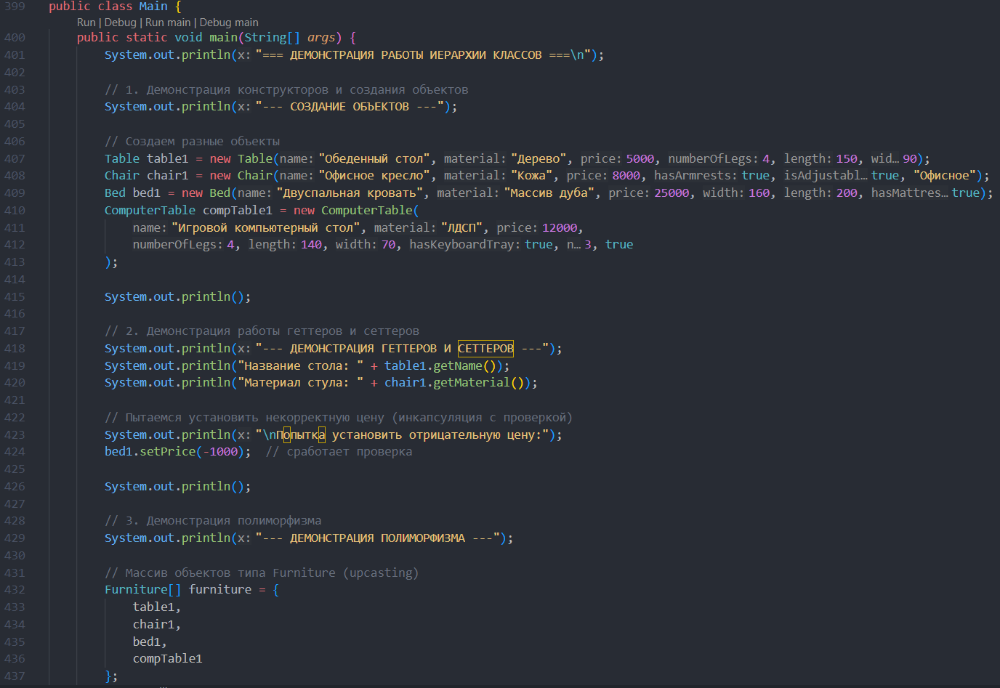 399 public class Main {
Run | Debug | Run main | Debug main
400 public static void main(String[] args) {
401 System.out.println(x: "=== ДЕМОНСТРАЦИЯ РАБОТЫ ИЕРАРХИИ КЛАССОВ ===\n");
402
403 // 1. Демонстрация конструкторов и создания объектов
404 System.out.println(x: "--- СОЗДАНИЕ ОБЪЕКТОВ ---");
405
406 // Создаем разные объекты
407 Table table1 = new Table(name: "Обеденный стол", material: "Дерево", price: 5000, numberOfLegs: 4, length: 150, wid… 90);
408 Chair chair1 = new Chair(name: "Офисное кресло", material: "Кожа", price: 8000, hasArmrests: true, isAdjustabl… true, "Офисное");
409 Bed bed1 = new Bed(name: "Двуспальная кровать", material: "Массив дуба", price: 25000, width: 160, length: 200, hasMattres… true);
410 ComputerTable compTable1 = new ComputerTable(
411 name: "Игровой компьютерный стол", material: "ЛДСП", price: 12000,
412 numberOfLegs: 4, length: 140, width: 70, hasKeyboardTray: true, n… 3, true
413 );
414
415 System.out.println();
416
417 // 2. Демонстрация работы геттеров и сеттеров
418 System.out.println(x: "--- ДЕМОНСТРАЦИЯ ГЕТТЕРОВ И СЕТТЕРОВ ---");
419 System.out.println("Название стола: " + table1.getName());
420 System.out.println("Материал стула: " + chair1.getMaterial());
421
422 // Пытаемся установить некорректную цену (инкапсуляция с проверкой)
423 System.out.println(x: "\nПопытка установить отрицательную цену:");
424 bed1.setPrice(-1000); // сработает проверка
425
426 System.out.println();
427
428 // 3. Демонстрация полиморфизма
429 System.out.println(x: "--- ДЕМОНСТРАЦИЯ ПОЛИМОРФИЗМА ---");
430
431 // Массив объектов типа Furniture (upcasting)
432 Furniture[] furniture = {
433 table1,
434 chair1,
435 bed1,
436 compTable1
437 };